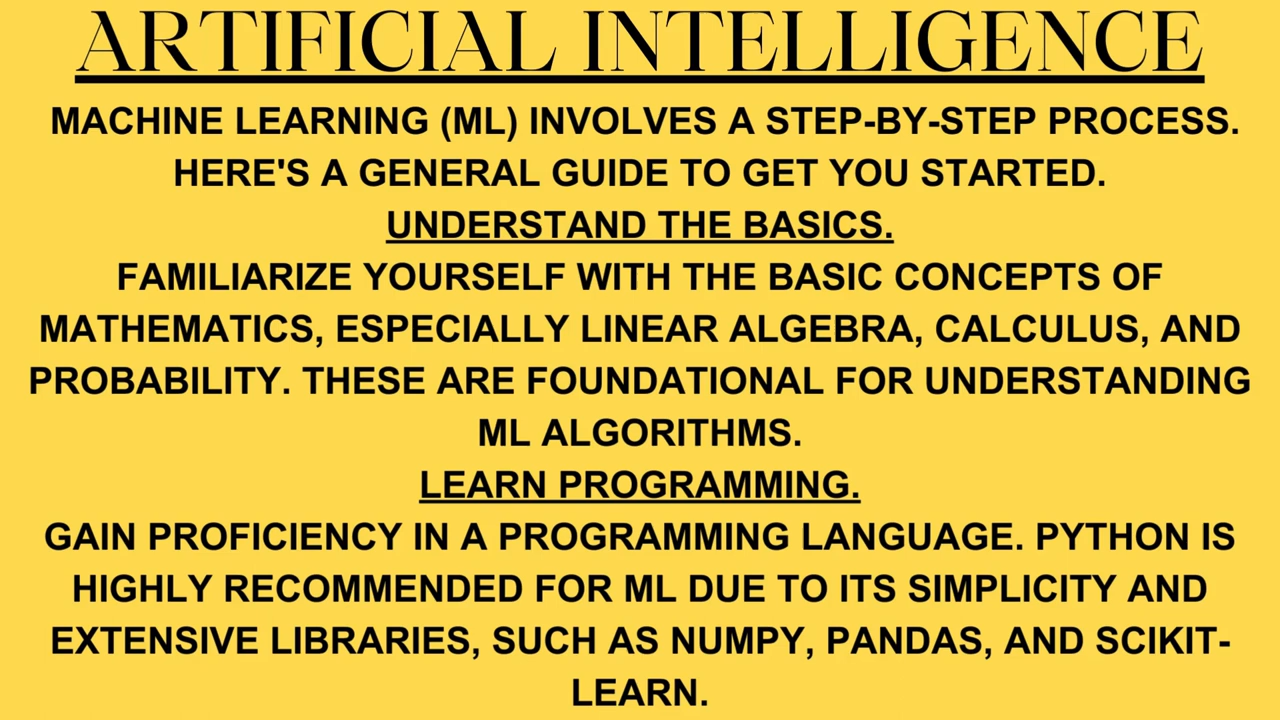 ARTIFICIAL INTELLIGENCE
MACHINE LEARNING (ML) INVOLVES A STEP-BY-STEP PROCESS.
HERE'S A GENERAL GUIDE TO GET YOU STARTED.
UNDERSTAND THE BASICS.
FAMILIARIZE YOURSELF WITH THE BASIC CONCEPTS OF
MATHEMATICS, ESPECIALLY LINEAR ALGEBRA, CALCULUS, AND
PROBABILITY. THESE ARE FOUNDATIONAL FOR UNDERSTANDING
ML ALGORITHMS.
LEARN PROGRAMMING.
GAIN PROFICIENCY IN A PROGRAMMING LANGUAGE. PYTHON IS
HIGHLY RECOMMENDED FOR ML DUE TO ITS SIMPLICITY AND
EXTENSIVE LIBRARIES, SUCH AS NUMPY, PANDAS, AND SCIKIT-
LEARN.